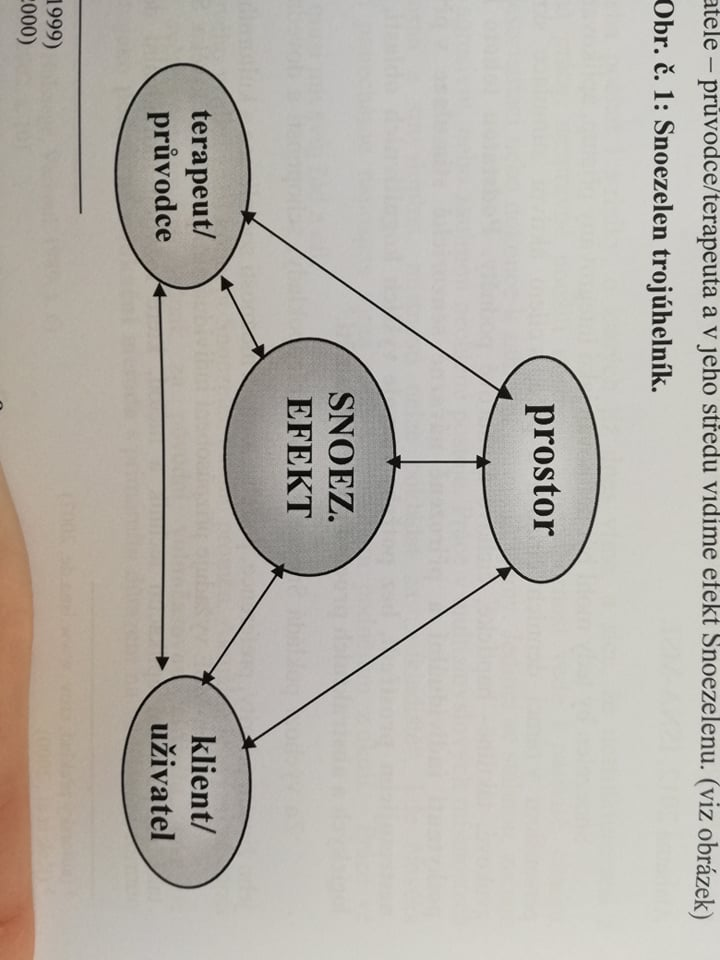 atele – průvodce/terapeuta a v jeho středu vidíme efekt Snoezelenu. (viz obrázek)
Obr. č. 1: Snoezelen trojúhelník.
prostor
SNOEZ.
EFEKT
terapeut/
průvodce
klient/
uživatel
1999)
2000)